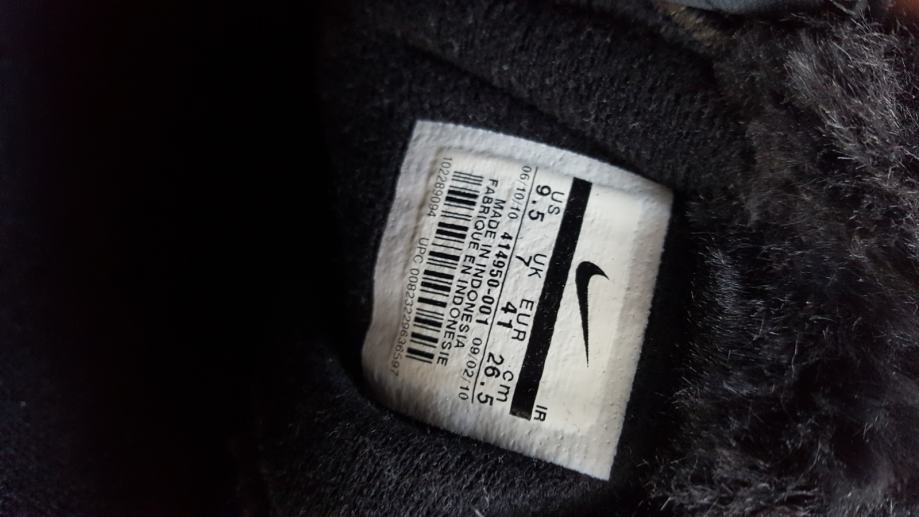 IR
US UK EUR cm
9.5 7 41 26.5
06/10/10 414950-001 09/02/10
MADE IN INDONESIA
FABRIQUE EN INDONESIE
102289094 UPC 00823229636597